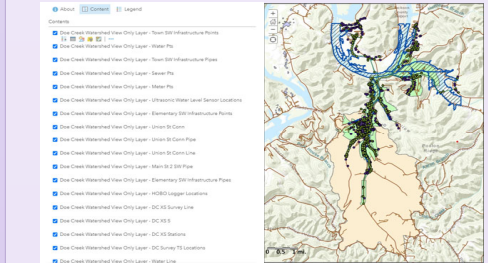 About Content Legend
Contents
Doe Creek Watershed View Only Layer - Town SW Infrastructure Points
Doe Creek Watershed View Only Layer - Water Pts
Doe Creek Watershed View Only Layer - Town SW Infrastructure Pipes
Doe Creek Watershed View Only Layer - Sewer Pts
Doe Creek Watershed View Only Layer - Meter Pts
Doe Creek Watershed View Only Layer - Ultrasonic Water Level Sensor Locations
Doe Creek Watershed View Only Layer - Elementary SW Infrastructure Points
Doe Creek Watershed View Only Layer - Union St Conn
Doe Creek Watershed View Only Layer - Union St Conn Pipe
Doe Creek Watershed View Only Layer - Union St Conn Line
Doe Creek Watershed View Only Layer - Main St 2 SW Pipe
Doe Creek Watershed View Only Layer - Elementary SW Infrastructure Pipes
Doe Creek Watershed View Only Layer - HOBO Logger Locations
Doe Creek Watershed View Only Layer - DC XS Survey Line
Doe Creek Watershed View Only Layer - DC XS 5
Doe Creek Watershed View Only Layer - DC XS Stations
Doe Creek Watershed View Only Layer - DC Survey TS Locations
Doe Creek Watershed View Only Layer - Water Line
0 0.5 1 mi